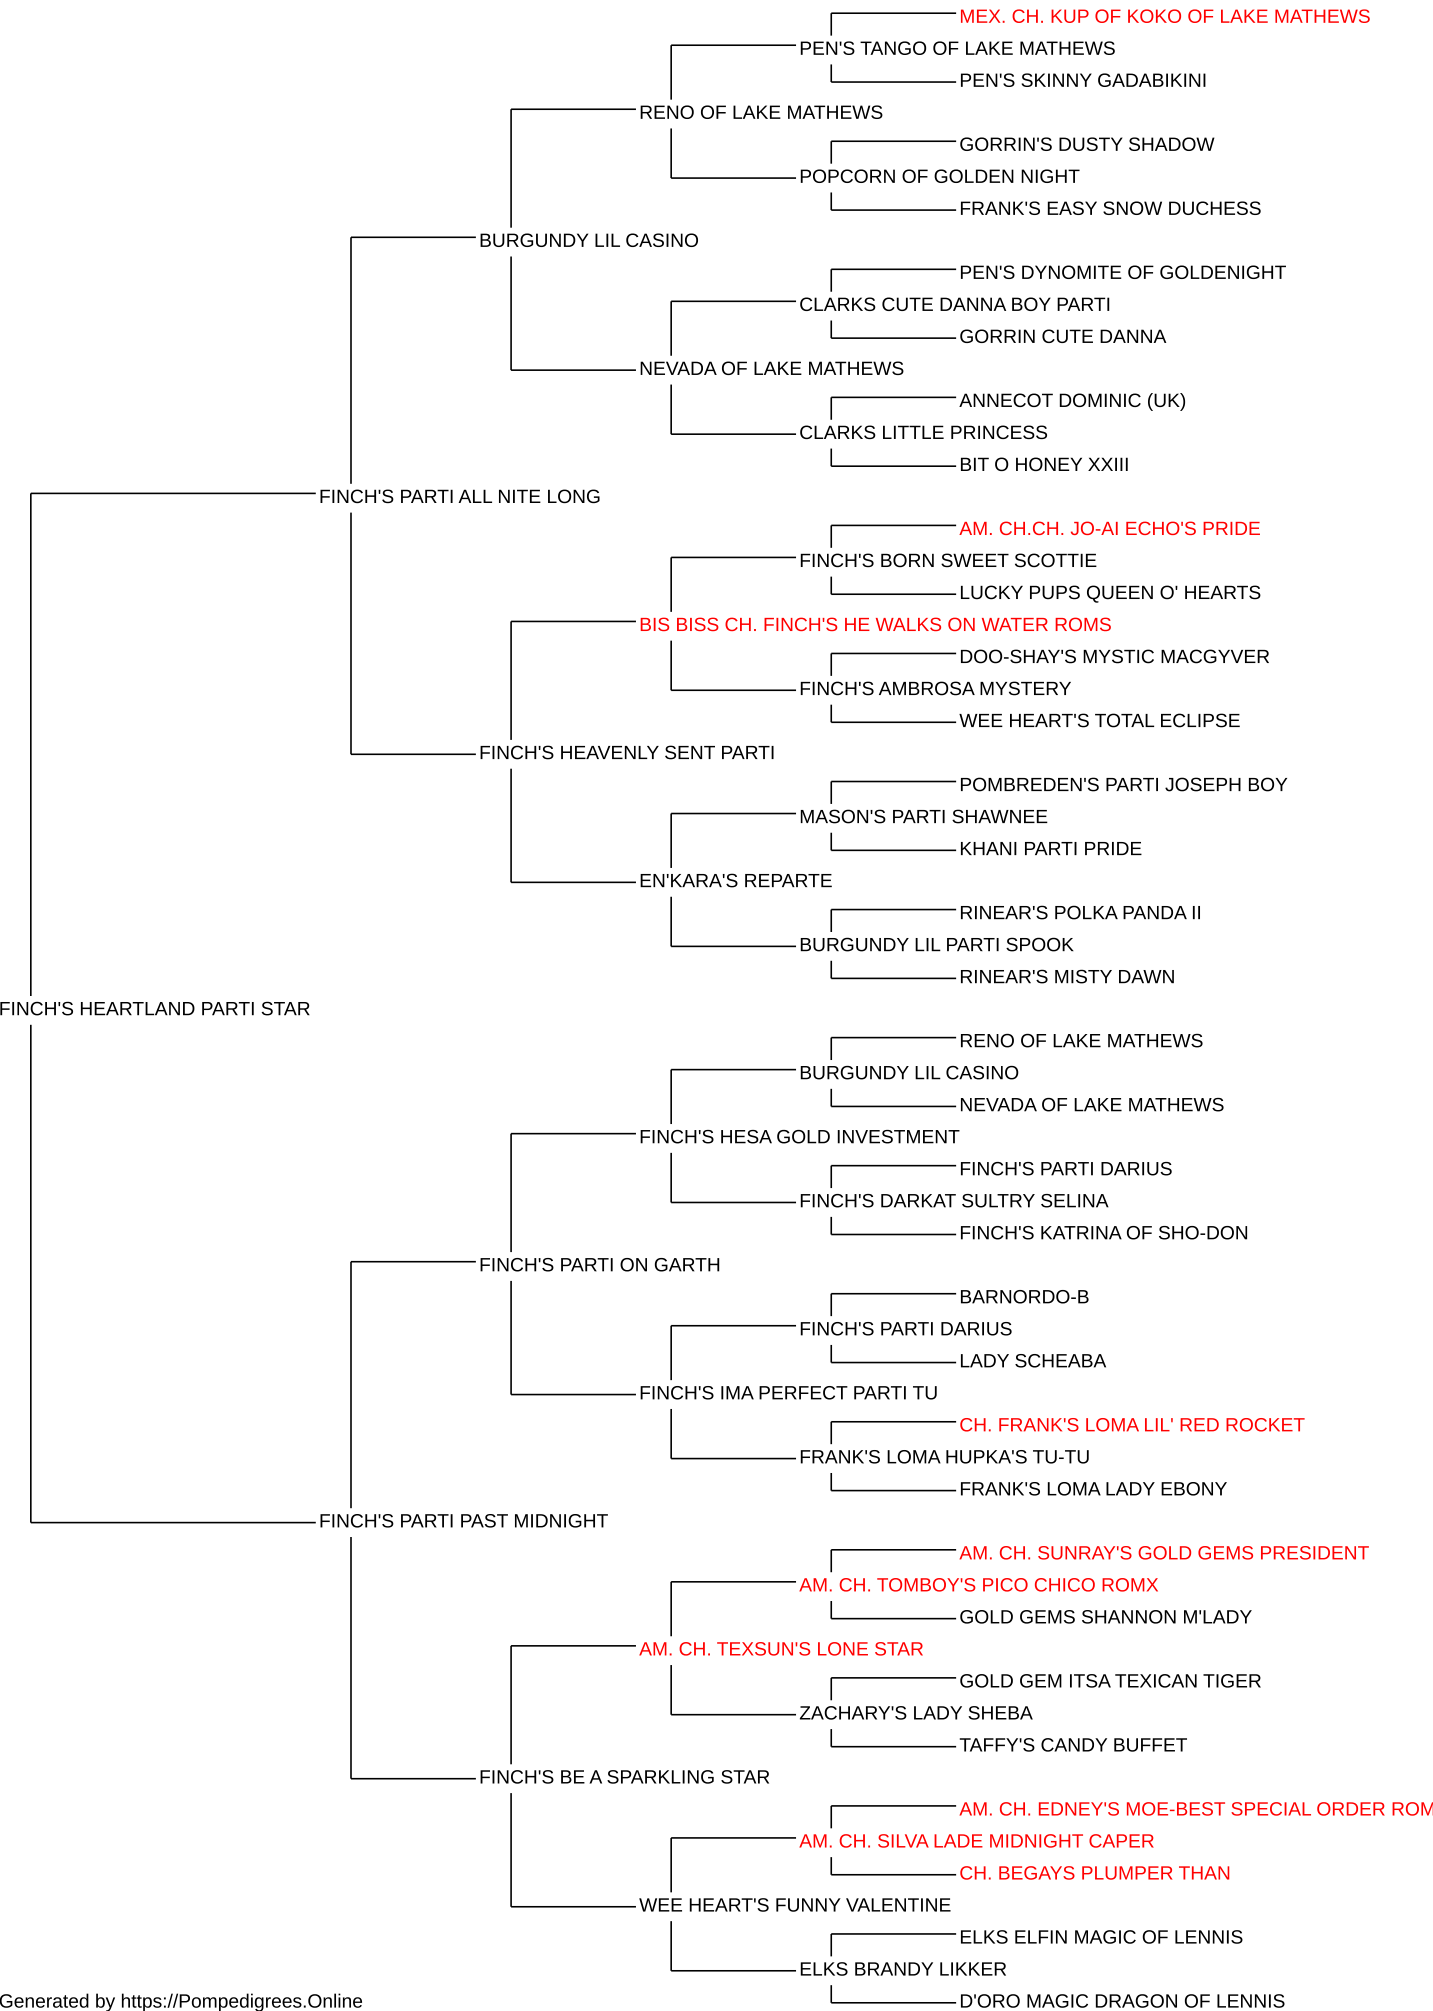 MEX. CH. KUP OF KOKO OF LAKE MATHEWS
PEN'S TANGO OF LAKE MATHEWS
PEN'S SKINNY GADABIKINI
RENO OF LAKE MATHEWS
GORRIN'S DUSTY SHADOW
POPCORN OF GOLDEN NIGHT
FRANK'S EASY SNOW DUCHESS
BURGUNDY LIL CASINO
PEN'S DYNOMITE OF GOLDENIGHT
CLARKS CUTE DANNA BOY PARTI
GORRIN CUTE DANNA
NEVADA OF LAKE MATHEWS
ANNECOT DOMINIC (UK)
CLARKS LITTLE PRINCESS
BIT O HONEY XXIII
FINCH'S PARTI ALL NITE LONG
AM. CH.CH. JO-AI ECHO'S PRIDE
FINCH'S BORN SWEET SCOTTIE
LUCKY PUPS QUEEN O' HEARTS
BIS BISS CH. FINCH'S HE WALKS ON WATER ROMS
DOO-SHAY'S MYSTIC MACGYVER
FINCH'S AMBROSA MYSTERY
WEE HEART'S TOTAL ECLIPSE
FINCH'S HEAVENLY SENT PARTI
POMBREDEN'S PARTI JOSEPH BOY
MASON'S PARTI SHAWNEE
KHANI PARTI PRIDE
EN'KARA'S REPARTE
RINEAR'S POLKA PANDA II
BURGUNDY LIL PARTI SPOOK
RINEAR'S MISTY DAWN
FINCH'S HEARTLAND PARTI STAR
RENO OF LAKE MATHEWS
BURGUNDY LIL CASINO
NEVADA OF LAKE MATHEWS
FINCH'S HESA GOLD INVESTMENT
FINCH'S PARTI DARIUS
FINCH'S DARKAT SULTRY SELINA
FINCH'S KATRINA OF SHO-DON
FINCH'S PARTI ON GARTH
BARNORDO-B
FINCH'S PARTI DARIUS
LADY SCHEABA
FINCH'S IMA PERFECT PARTI TU
CH. FRANK'S LOMA LIL' RED ROCKET
FRANK'S LOMA HUPKA'S TU-TU
FRANK'S LOMA LADY EBONY
FINCH'S PARTI PAST MIDNIGHT
AM. CH. SUNRAY'S GOLD GEMS PRESIDENT
AM. CH. TOMBOY'S PICO CHICO ROMX
GOLD GEMS SHANNON M'LADY
AM. CH. TEXSUN'S LONE STAR
GOLD GEM ITSA TEXICAN TIGER
ZACHARY'S LADY SHEBA
TAFFY'S CANDY BUFFET
FINCH'S BE A SPARKLING STAR
AM. CH. EDNEY'S MOE-BEST SPECIAL ORDER ROM
AM. CH. SILVA LADE MIDNIGHT CAPER
CH. BEGAYS PLUMPER THAN
WEE HEART'S FUNNY VALENTINE
ELKS ELFIN MAGIC OF LENNIS
ELKS BRANDY LIKKER
D'ORO MAGIC DRAGON OF LENNIS
Generated by https://Pompedigrees.Online